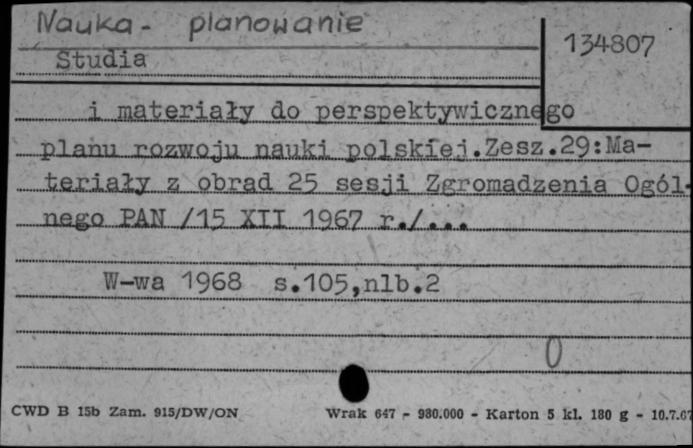 Nauka - planowanie
134807
Studia
i materiały do perspektywicznego
planu rozwoju nauki polskiej.Zesz.29:Ma-
teriały z obrad 25 sesji Zgromadzenia Ogól-
nego PAN /15 XII 1967 r./...
W-wa 1968 s.105,nlb.2
0
CWD B 15b Zam. 915/DW/ON Wrak 647 - 980.000 - Karton 5 kl. 180 g - 10.7.67